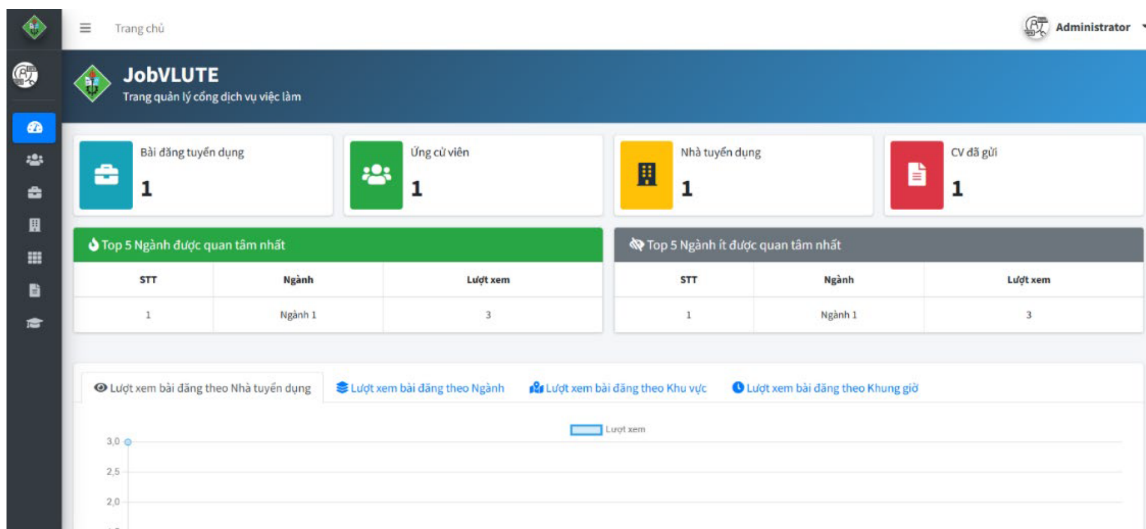 Trang chủ
Administrator
JobVLUTE
Trang quản lý cổng dịch vụ việc làm
Bài đăng tuyển dụng
1
Ứng cử viên
1
Nhà tuyển dụng
1
CV đã gửi
1
Top 5 Ngành được quan tâm nhất
STT Ngành Lượt xem
1 Ngành 1 3
Top 5 Ngành ít được quan tâm nhất
STT Ngành Lượt xem
1 Ngành 1 3
Lượt xem bài đăng theo Nhà tuyển dụng
Lượt xem bài đăng theo Ngành
Lượt xem bài đăng theo Khu vực
Lượt xem bài đăng theo Khung giờ
Lượt xem
3,0
2,5
2,0